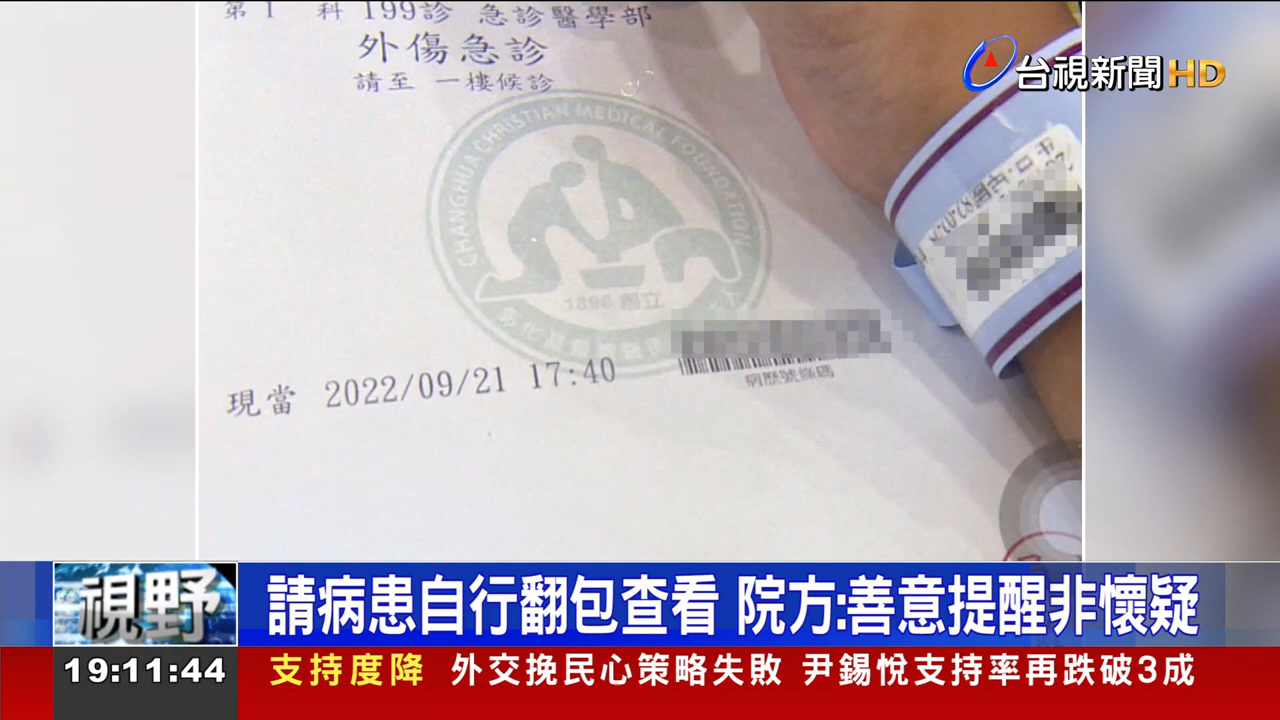 第 1 科 199診 急診醫學部
外傷急診
請至 一樓候診
台視新聞HD
CHANGHUA CHRISTIAN MEDICAL FOUNDATION
1896 創立
現當 2022/09/21 17:40
病歷號條碼
視野
請病患自行翻包查看 院方:善意提醒非懷疑
19:11:44
支持度降 外交挽民心策略失敗 尹錫悅支持率再跌破3成